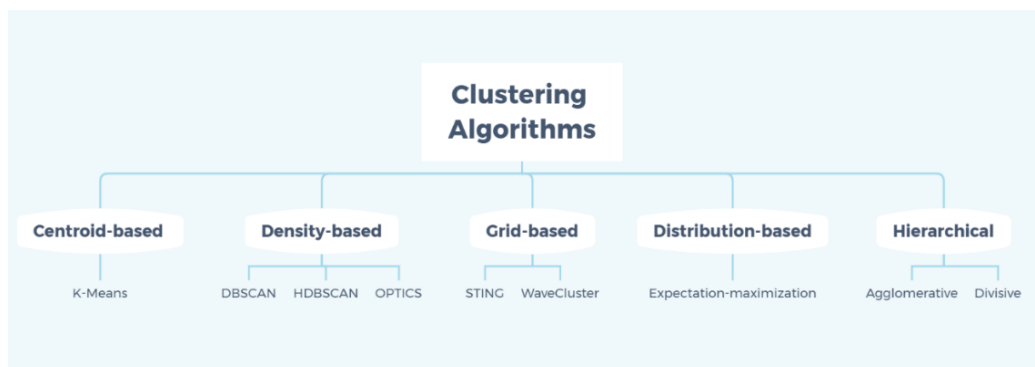 Clustering
Algorithms
Centroid-based Density-based Grid-based Distribution-based Hierarchical
K-Means DBSCAN HDBSCAN OPTICS STING WaveCluster Expectation-maximization Agglomerative Divisive